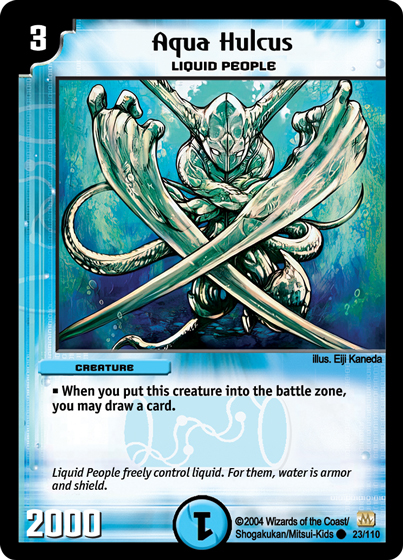 3
Aqua Hulcus
LIQUID PEOPLE
illus. Eiji Kaneda
CREATURE
▪ When you put this creature into the battle zone,
you may draw a card.
Liquid People freely control liquid. For them, water is armor
and shield.
2000
1
©2004 Wizards of the Coast/
Shogakukan/Mitsui-Kids ● 23/110